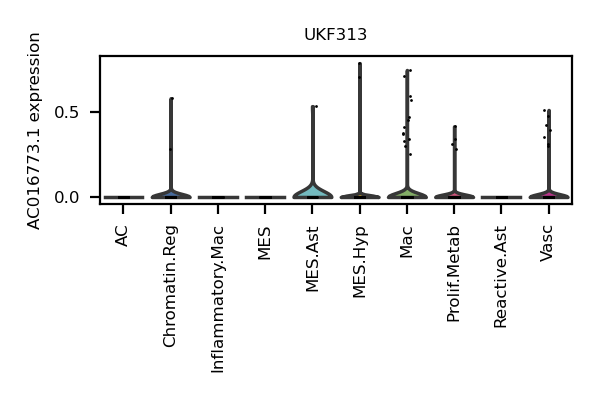 UKF313
AC016773.1 expression
0.5
0.0
AC
Chromatin.Reg
Inflammatory.Mac
MES
MES.Ast
MES.Hyp
Mac
Prolif.Metab
Reactive.Ast
Vasc